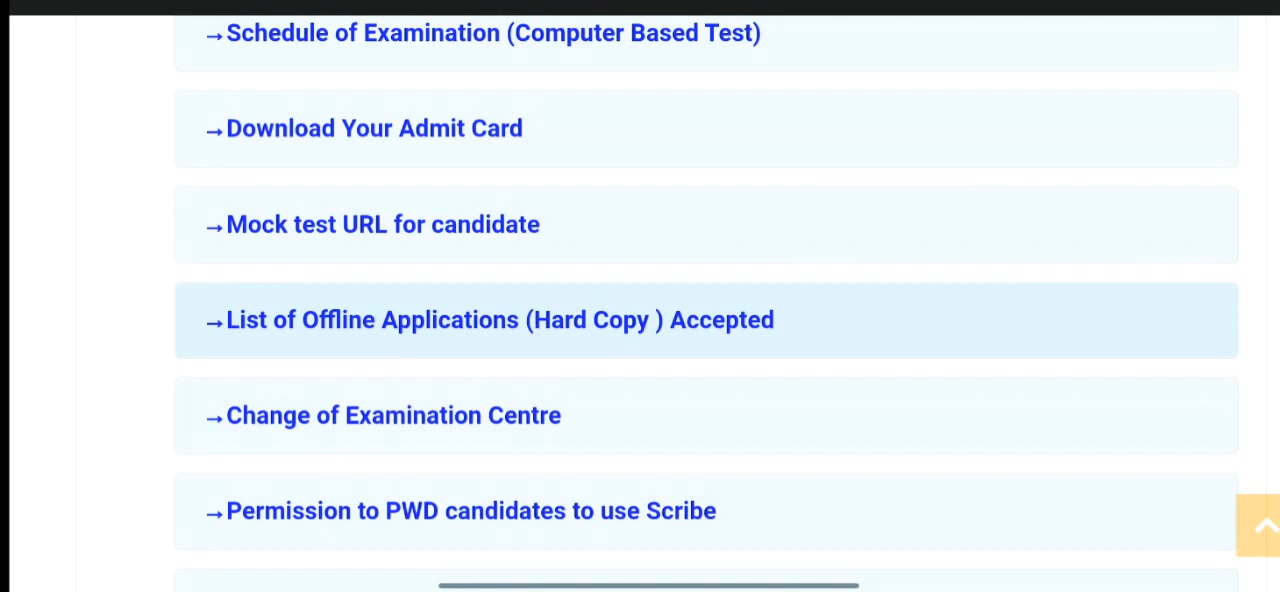 →Schedule of Examination (Computer Based Test)
→Download Your Admit Card
→Mock test URL for candidate
→List of Offline Applications (Hard Copy ) Accepted
→Change of Examination Centre
→Permission to PWD candidates to use Scribe